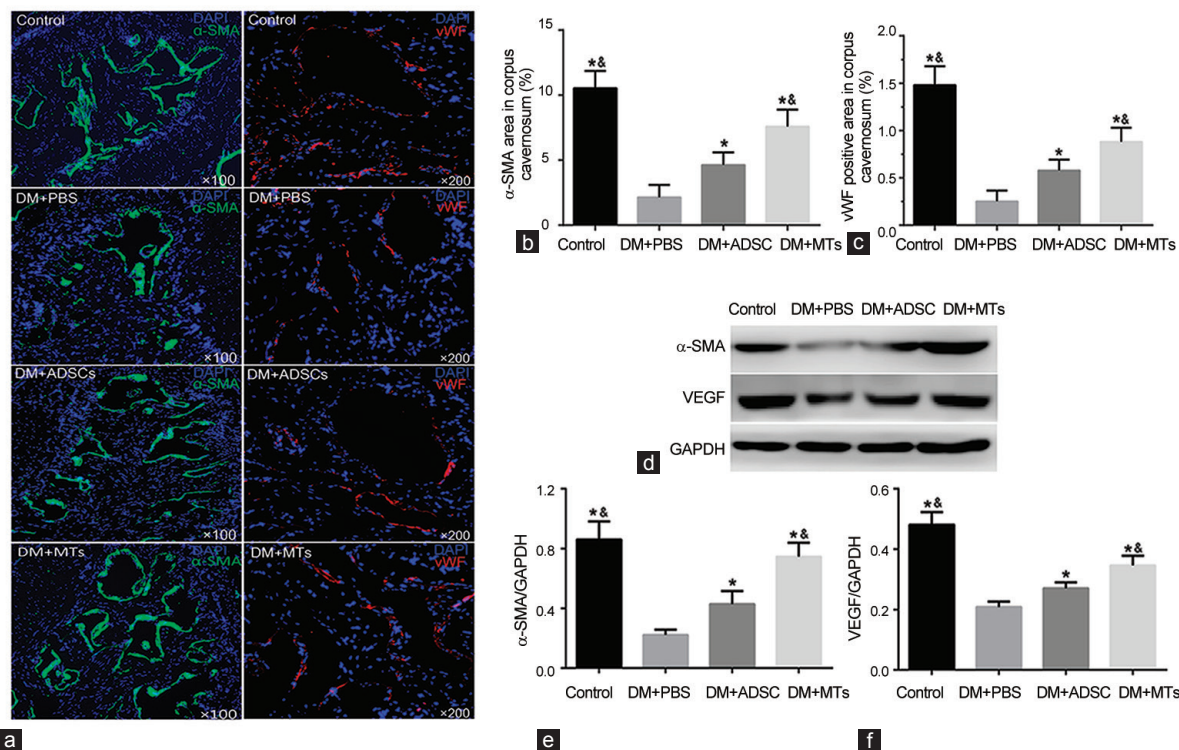 Control
DAPI
α-SMA
×100
Control
DAPI
vWF
×200
DM+PBS
DAPI
α-SMA
×100
DM+PBS
DAPI
vWF
×200
DM+ADSCs
DAPI
α-SMA
×100
DM+ADSCs
DAPI
vWF
×200
DM+MTs
DAPI
α-SMA
×100
DM+MTs
DAPI
vWF
×200
a
α-SMA area in corpus
cavernosum (%)
15
10
5
0
*&
*
*&
Control DM+PBS DM+ADSC DM+MTs
b
vWF positive area in corpus
cavernosum (%)
2.0
1.5
1.0
0.5
0.0
*&
*
*&
Control DM+PBS DM+ADSC DM+MTs
c
Control DM+PBS DM+ADSC DM+MTs
α-SMA
VEGF
GAPDH
d
α-SMA/GAPDH
1.2
0.8
0.4
0.0
*&
*
*&
Control DM+PBS DM+ADSC DM+MTs
e
VEGF/GAPDH
0.6
0.4
0.2
0.0
*&
*
*&
Control DM+PBS DM+ADSC DM+MTs
f